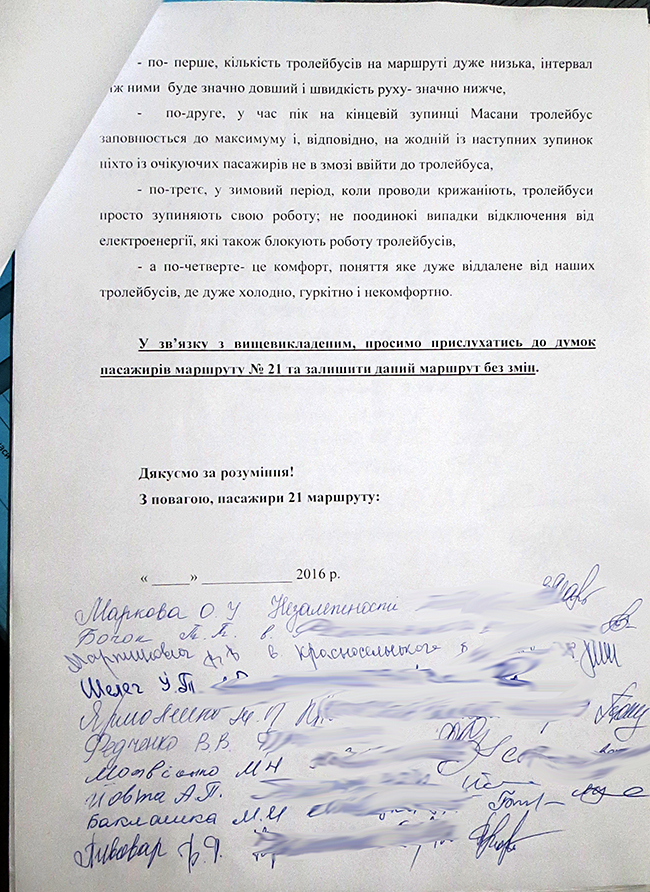 - по- перше, кількість тролейбусів на маршруті дуже низька, інтервал
ж ними буде значно довший і швидкість руху- значно нижче,
- по-друге, у час пік на кінцевій зупинці Масани тролейбус
заповнюється до максимуму і, відповідно, на жодній із наступних зупинок
ніхто із очікуючих пасажирів не в змозі ввійти до тролейбуса,
- по-третє, у зимовий період, коли проводи крижаніють, тролейбуси
просто зупиняють свою роботу; не поодинокі випадки відключення від
електроенергії, які також блокують роботу тролейбусів,
- а по-четверте- це комфорт, поняття яке дуже віддалене від наших
тролейбусів, де дуже холодно, гуркітно і некомфортно.
У зв’язку з вищевикладеним, просимо прислухатись до думок
пасажирів маршруту № 21 та залишити даний маршрут без змін.
Дякуємо за розуміння!
З повагою, пасажири 21 маршруту:
« _____» ____________ 2016 р.
Маркова О. У Незалежності
Богок П. П. в.
в. Красносельського
Шелег У.П.
Ярмоленко
Федченко В.В.
М Н
Йовта А.П.
Баклашка М.И
Пивовар